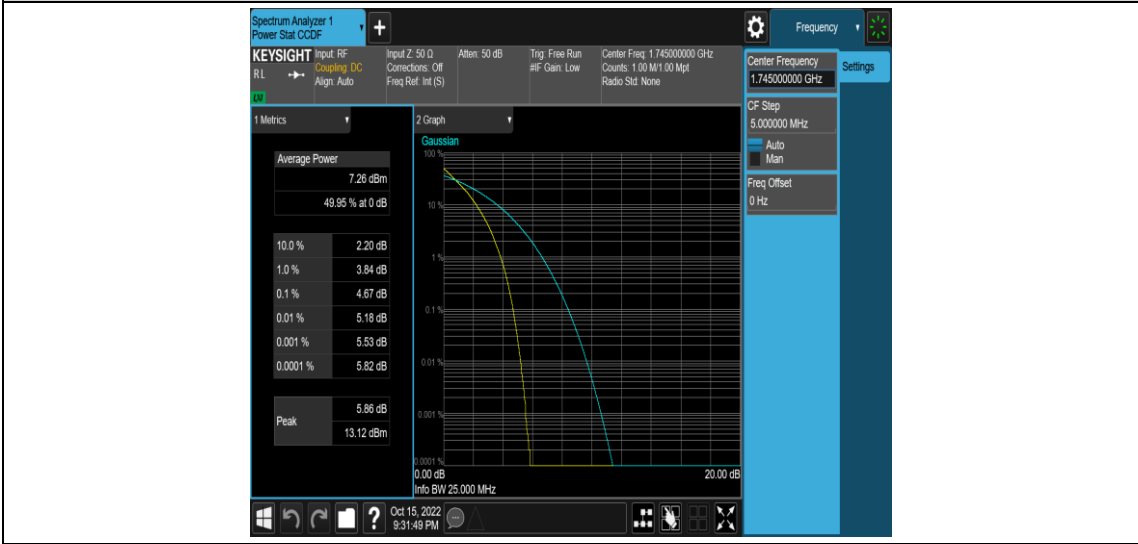 Spectrum Analyzer 1
Power Stat CCDF
+
Frequency
KEYSIGHT
RL
LXI
Input: RF
Coupling: DC
Align: Auto
Input Z: 50 Ω
Corrections: Off
Freq Ref: Int (S)
Atten: 50 dB
Trig: Free Run
#IF Gain: Low
Center Freq: 1.745000000 GHz
Counts: 1.00 M/1.00 Mpt
Radio Std: None
Center Frequency
1.745000000 GHz
Settings
CF Step
5.000000 MHz
Auto
Man
Freq Offset
0 Hz
1 Metrics
Average Power
7.26 dBm
49.95 % at 0 dB
10.0 % 2.20 dB
1.0 % 3.84 dB
0.1 % 4.67 dB
0.01 % 5.18 dB
0.001 % 5.53 dB
0.0001 % 5.82 dB
Peak 5.86 dB
13.12 dBm
2 Graph
Gaussian
100 %
10 %
1 %
0.1 %
0.01 %
0.001 %
0.0001 %
0.00 dB 20.00 dB
Info BW 25.000 MHz
? Oct 15, 2022
9:31:49 PM